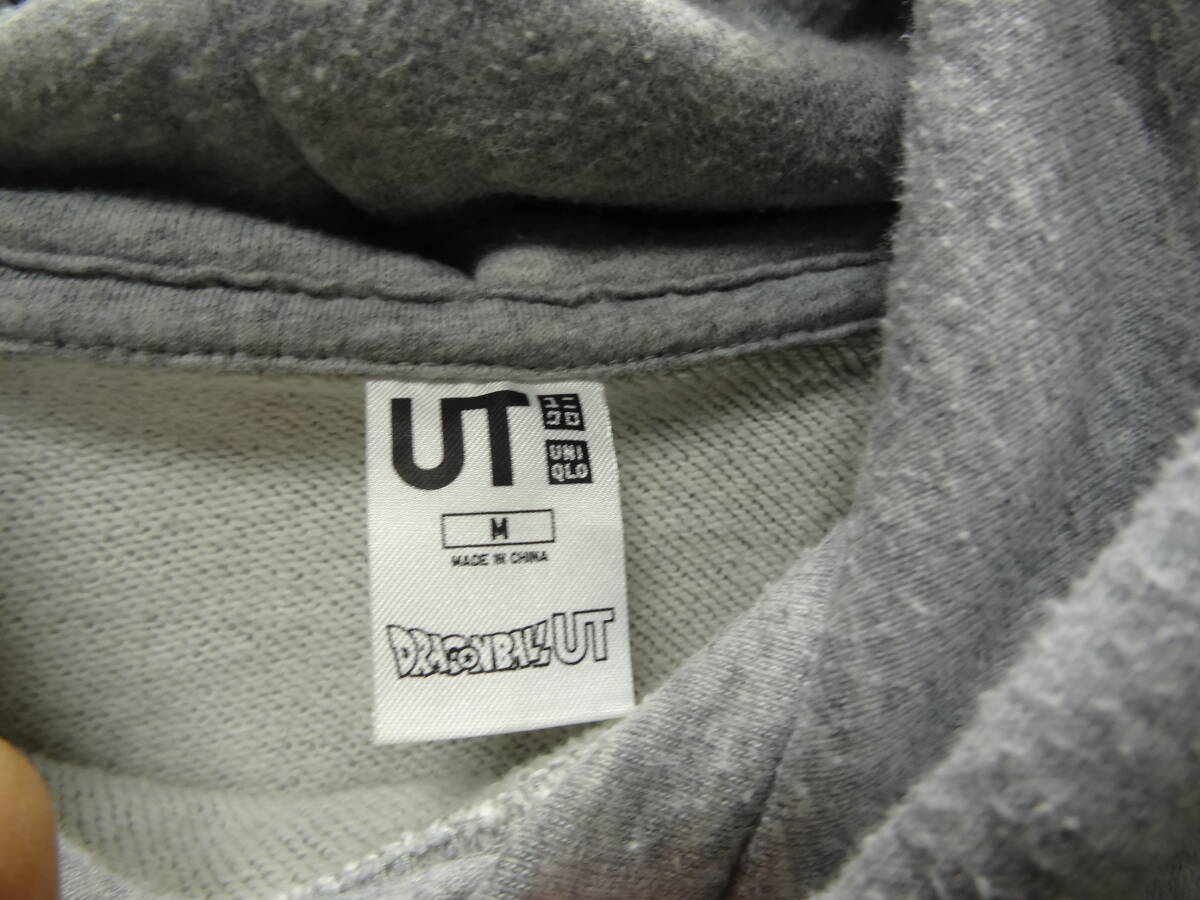 UT
ユニ
クロ
UNI
QLO
M
MADE IN CHINA
DRAGONBALL UT